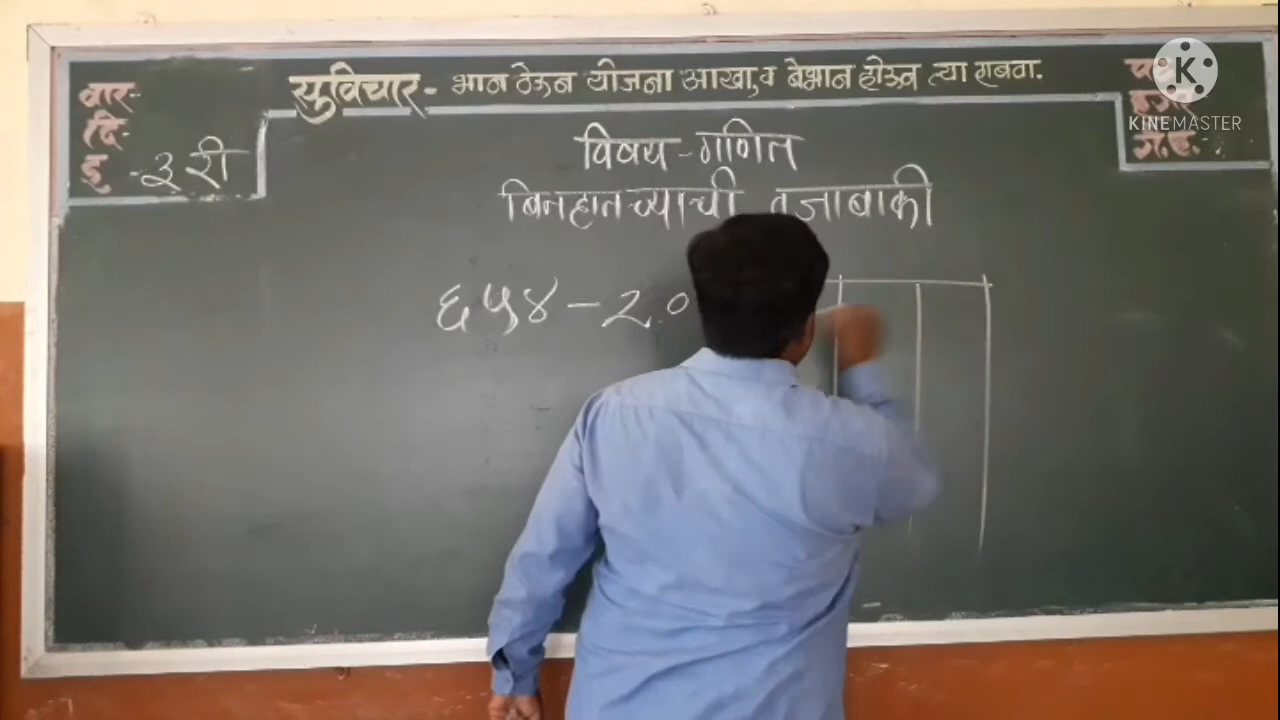 सुविचार - भान ठेऊन योजना आखा, व बेभान होऊन त्या राबवा.
वार-
दि-
इ - ३ री
विषय - गणित
बिनहातच्याची वजाबाकी
६५४ - २०
K
KINEMASTER